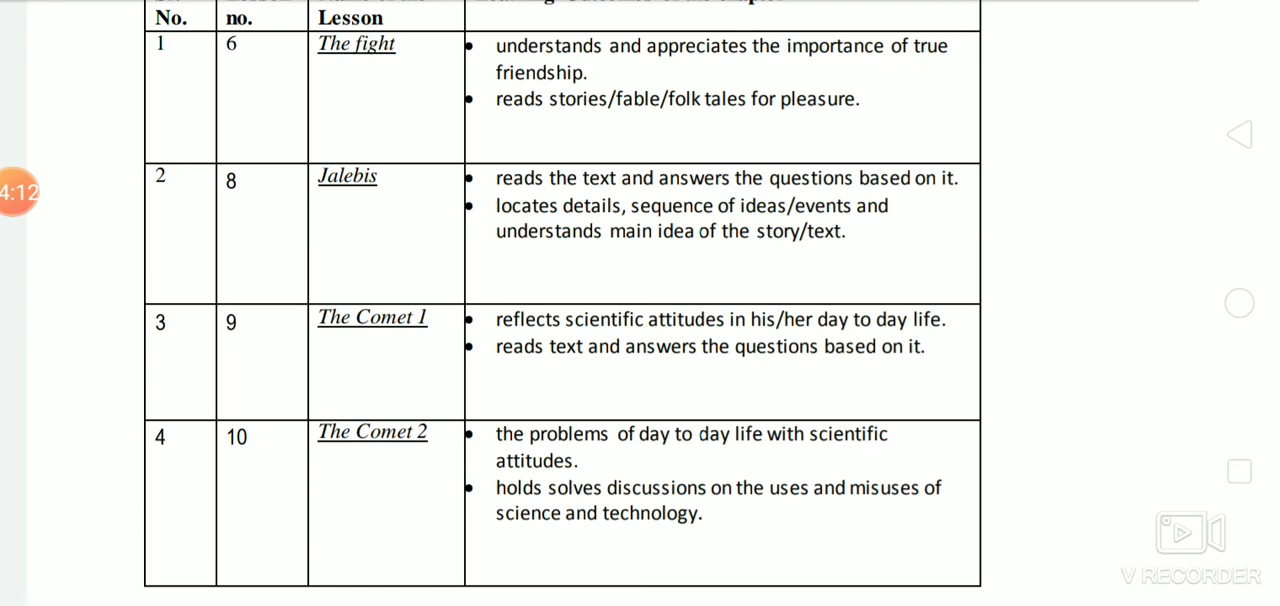 No. no. Lesson
1 6 The fight • understands and appreciates the importance of true
friendship.
• reads stories/fable/folk tales for pleasure.
2 8 Jalebis • reads the text and answers the questions based on it.
• locates details, sequence of ideas/events and
understands main idea of the story/text.
3 9 The Comet 1 • reflects scientific attitudes in his/her day to day life.
• reads text and answers the questions based on it.
4 10 The Comet 2 • the problems of day to day life with scientific
attitudes.
• holds solves discussions on the uses and misuses of
science and technology.
4:12
V RECORDER